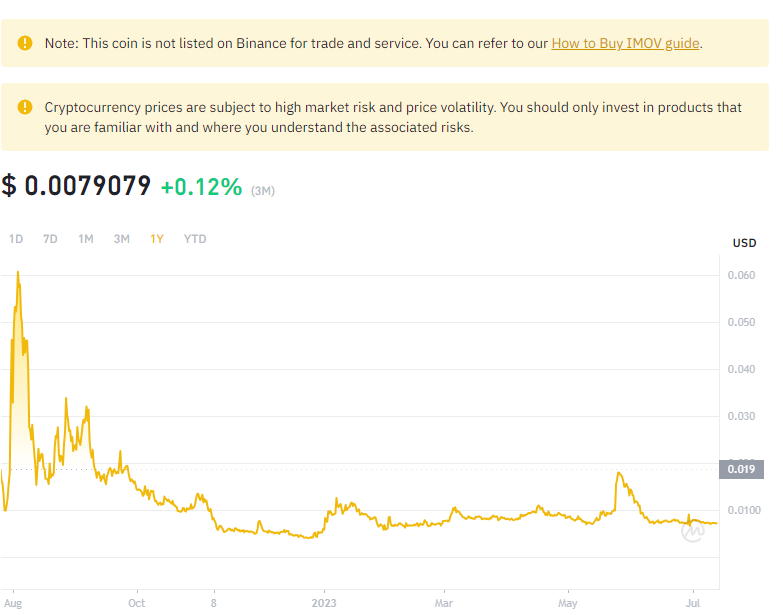 Note: This coin is not listed on Binance for trade and service. You can refer to our How to Buy IMOV guide.
Cryptocurrency prices are subject to high market risk and price volatility. You should only invest in products that
you are familiar with and where you understand the associated risks.
$ 0.0079079 +0.12% (3M)
1D 7D 1M 3M 1Y YTD
USD
0.060
0.050
0.040
0.030
0.019
0.0100
Aug Oct 8 2023 Mar May Jul